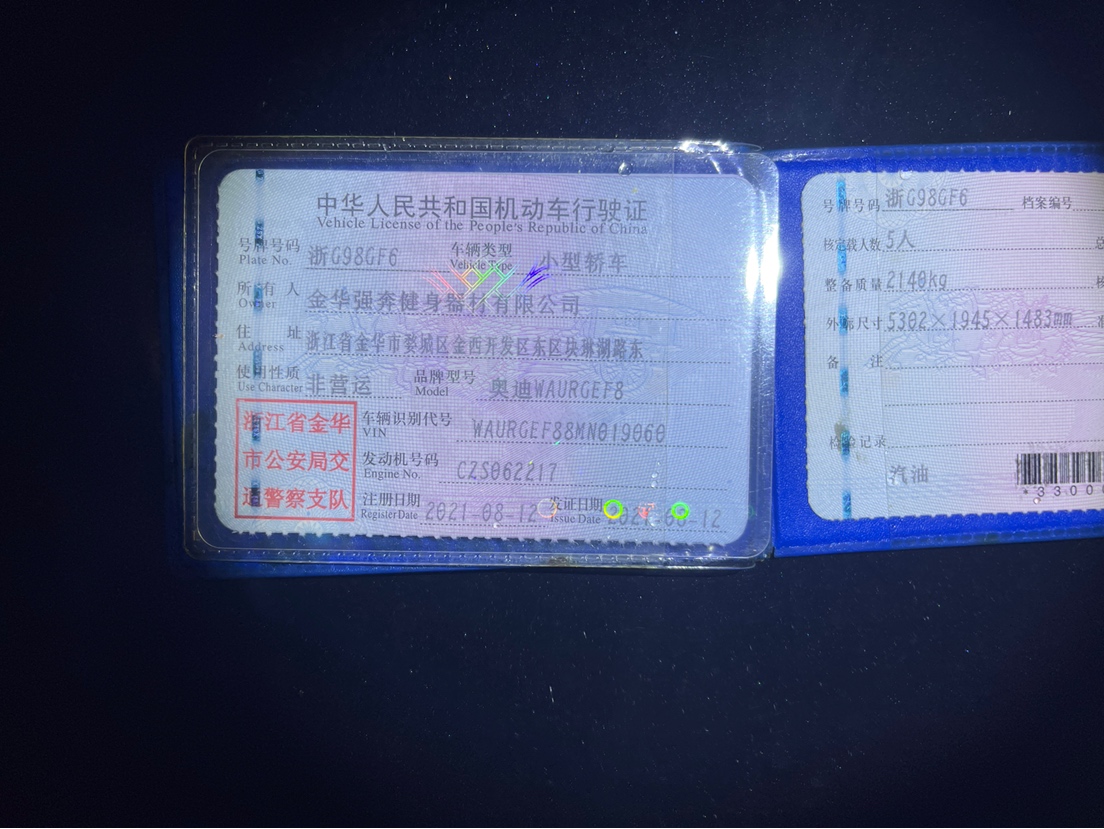 中华人民共和国机动车行驶证
Vehicle License of the People's Republic of China
号牌号码 浙G98GF6 车辆类型 小型轿车
Plate No. Vehicle Type
所有人 金华强奔健身器材有限公司
Owner
住址 浙江省金华市婺城区金西开发区东区块琳湖路东
Address
使用性质 非营运 品牌型号 奥迪WAURGEF8
Use Character Model
浙江省金华
市公安局交
通警察支队
车辆识别代号 WAURGEF88MN019060
VIN
发动机号码 CZS062217
Engine No.
注册日期 2021-08-12 发证日期
Register Date Issue Date
号牌号码 浙G98GF6 档案编号
核定载人数 5人 总
整备质量 2140kg 核
外廓尺寸 5302×1945×1483mm 准
备注
检验记录
汽油